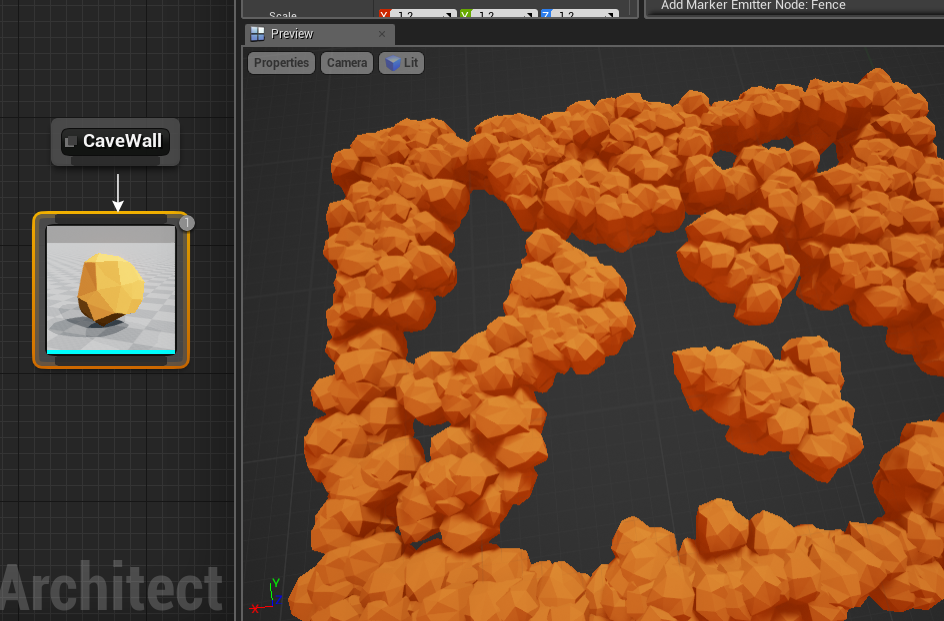 Scale
X 1.2 Y 1.2 Z 1.2
Add Marker Emitter Node: Fence
Preview ×
Properties Camera Lit
CaveWall
1
Architect
Y
X